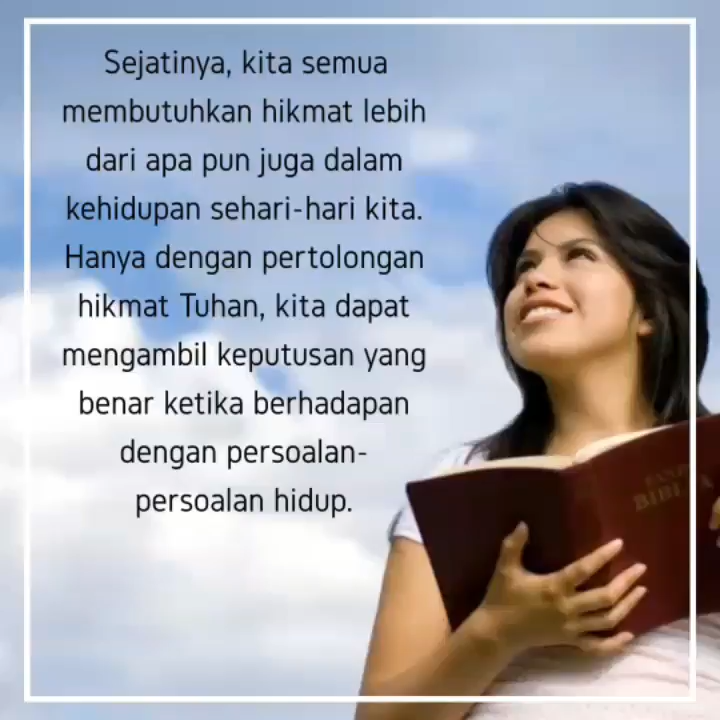 Sejatinya, kita semua
membutuhkan hikmat lebih
dari apa pun juga dalam
kehidupan sehari-hari kita.
Hanya dengan pertolongan
hikmat Tuhan, kita dapat
mengambil keputusan yang
benar ketika berhadapan
dengan persoalan-
persoalan hidup.